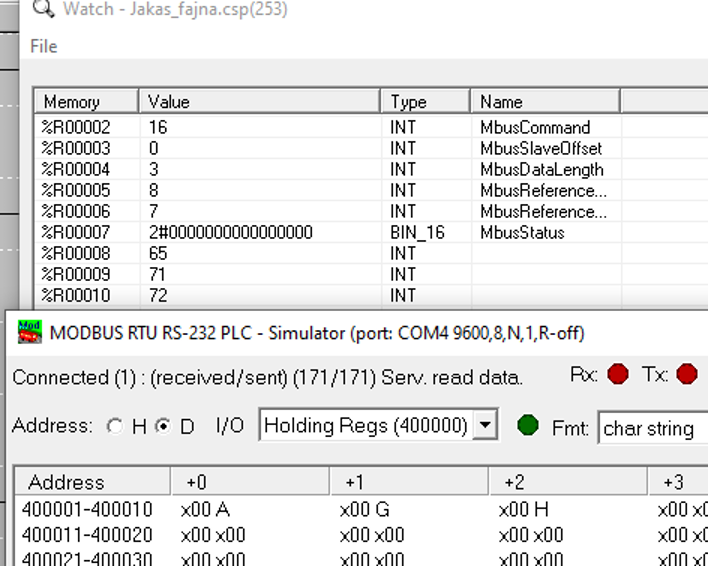 Watch - Jakas_fajna.csp(253)
File
Memory Value Type Name
%R00002 16 INT MbusCommand
%R00003 0 INT MbusSlaveOffset
%R00004 3 INT MbusDataLength
%R00005 8 INT MbusReference...
%R00006 7 INT MbusReference...
%R00007 2#0000000000000000 BIN_16 MbusStatus
%R00008 65 INT
%R00009 71 INT
%R00010 72 INT
MODBUS RTU RS-232 PLC - Simulator (port: COM4 9600,8,N,1,R-off)
Connected (1) : (received/sent) (171/171) Serv. read data. Rx: Tx:
Address: H D I/O Holding Regs (400000) Fmt: char string
Address +0 +1 +2 +3
400001-400010 x00 A x00 G x00 H x00
400011-400020 x00 x00 x00 x00 x00 x00 x00
400021-400030 x00 x00 x00 x00 x00 x00 x00